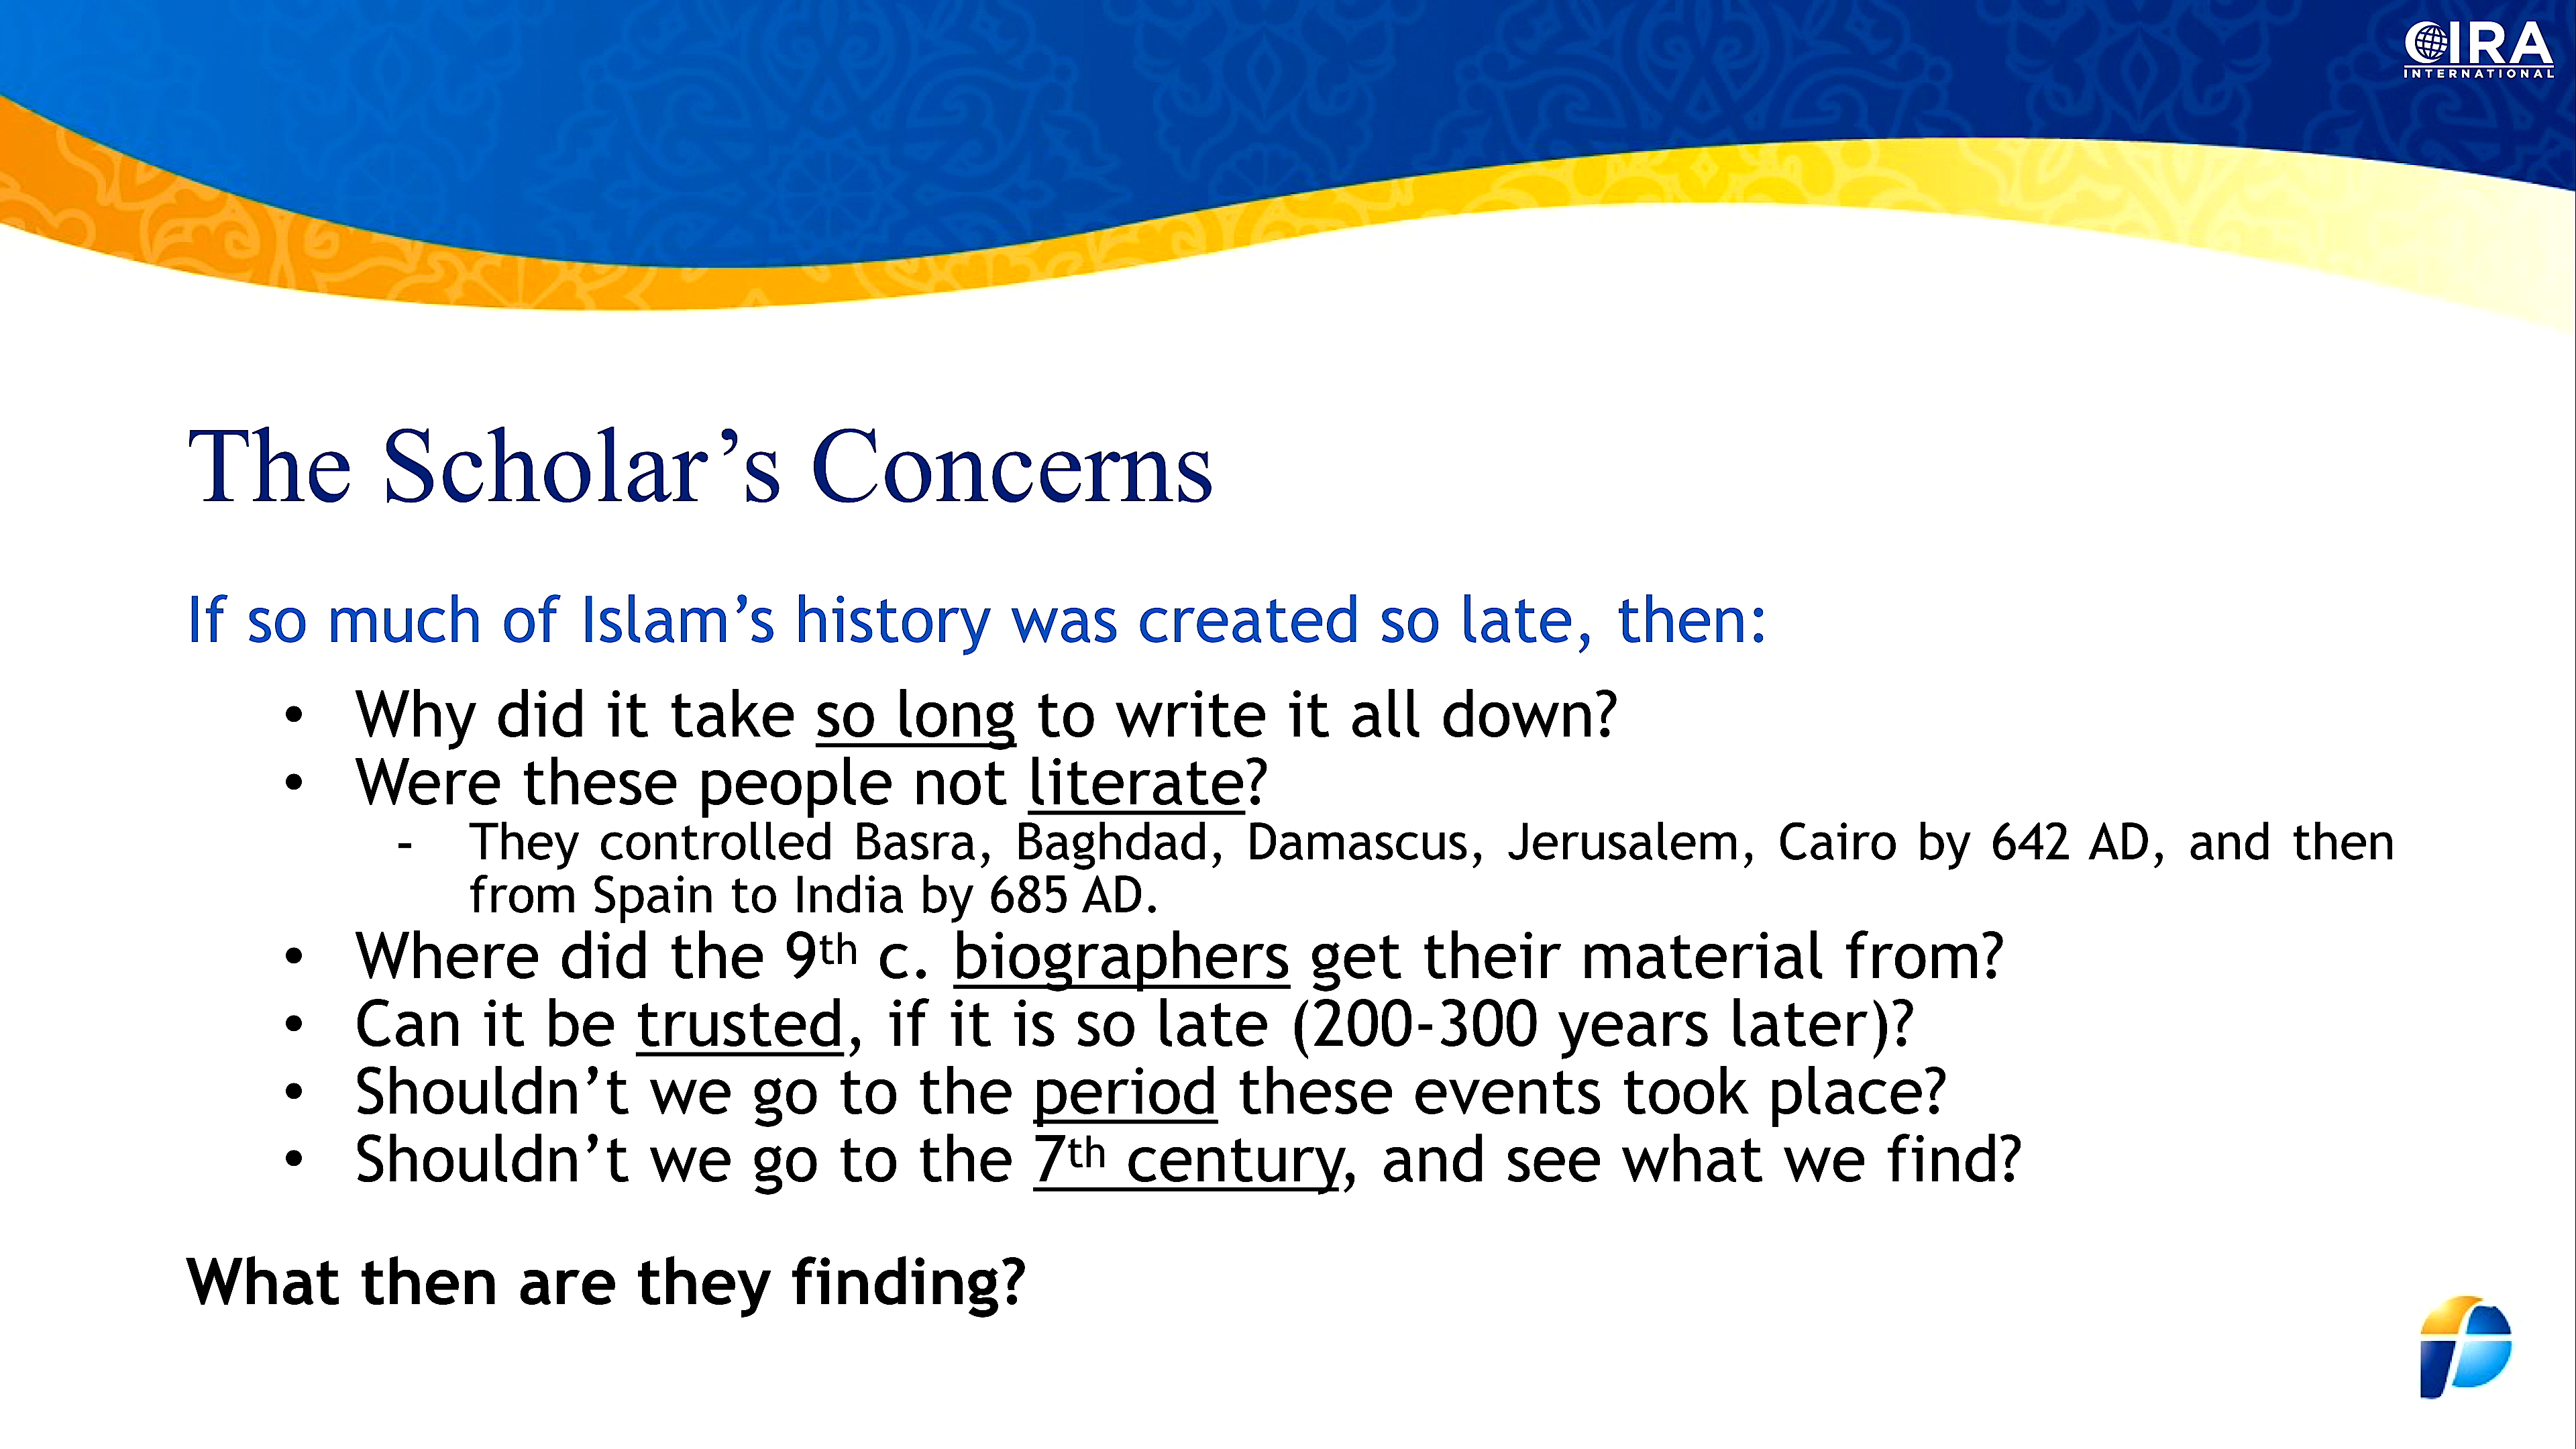 CIRA
INTERNATIONAL
The Scholar’s Concerns
If so much of Islam’s history was created so late, then:
• Why did it take so long to write it all down?
• Were these people not literate?
- They controlled Basra, Baghdad, Damascus, Jerusalem, Cairo by 642 AD, and then
from Spain to India by 685 AD.
• Where did the 9th c. biographers get their material from?
• Can it be trusted, if it is so late (200-300 years later)?
• Shouldn’t we go to the period these events took place?
• Shouldn’t we go to the 7th century, and see what we find?
What then are they finding?